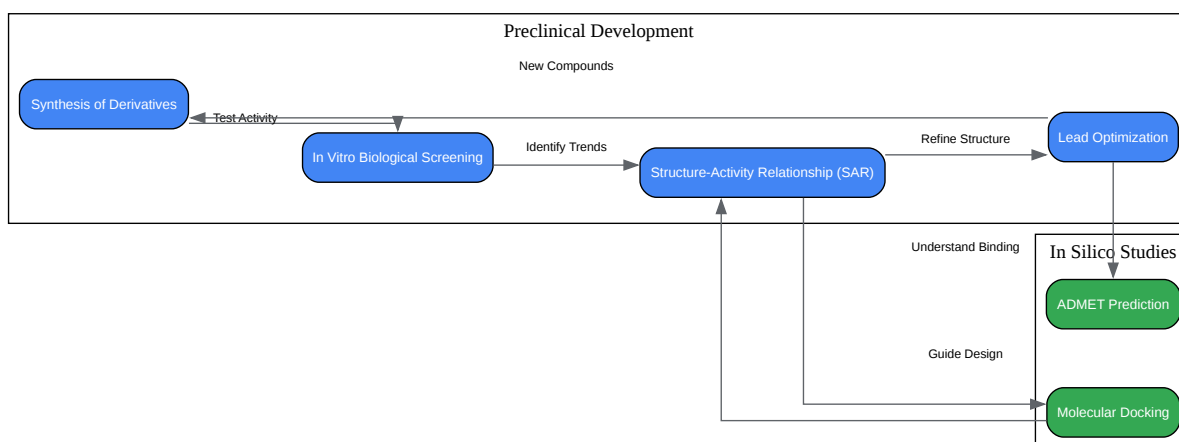 Preclinical Development
New Compounds
Synthesis of Derivatives
Test Activity
In Vitro Biological Screening
Identify Trends
Structure-Activity Relationship (SAR)
Refine Structure
Lead Optimization
Understand Binding
In Silico Studies
ADMET Prediction
Guide Design
Molecular Docking